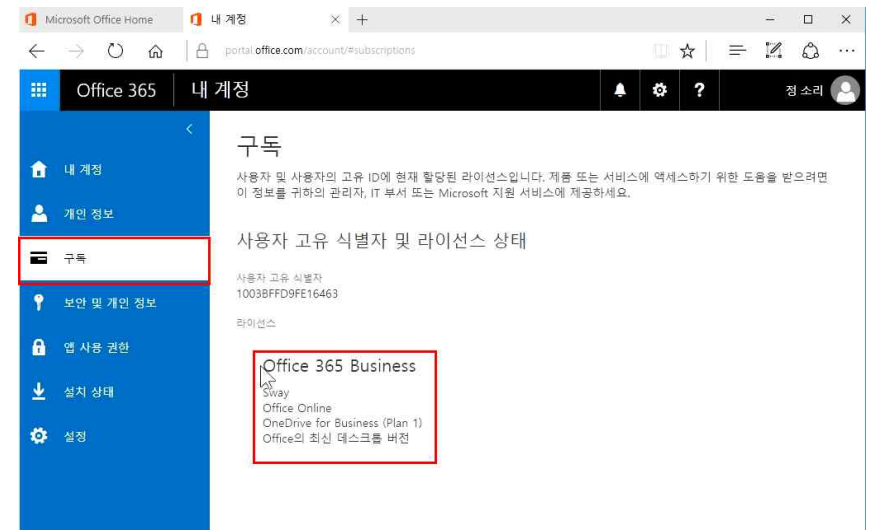 Microsoft Office Home
내 계정
portal.office.com/account/#subscriptions
Office 365
내 계정
?
정 소리
구독
사용자 및 사용자의 고유 ID에 현재 할당된 라이선스입니다. 제품 또는 서비스에 액세스하기 위한 도움을 받으려면
이 정보를 귀하의 관리자, IT 부서 또는 Microsoft 지원 서비스에 제공하세요.
내 계정
개인 정보
구독
보안 및 개인 정보
앱 사용 권한
설치 상태
설정
사용자 고유 식별자 및 라이선스 상태
사용자 고유 식별자
1003BFFD9FE16463
라이선스
Office 365 Business
Sway
Office Online
OneDrive for Business (Plan 1)
Office의 최신 데스크톱 버전